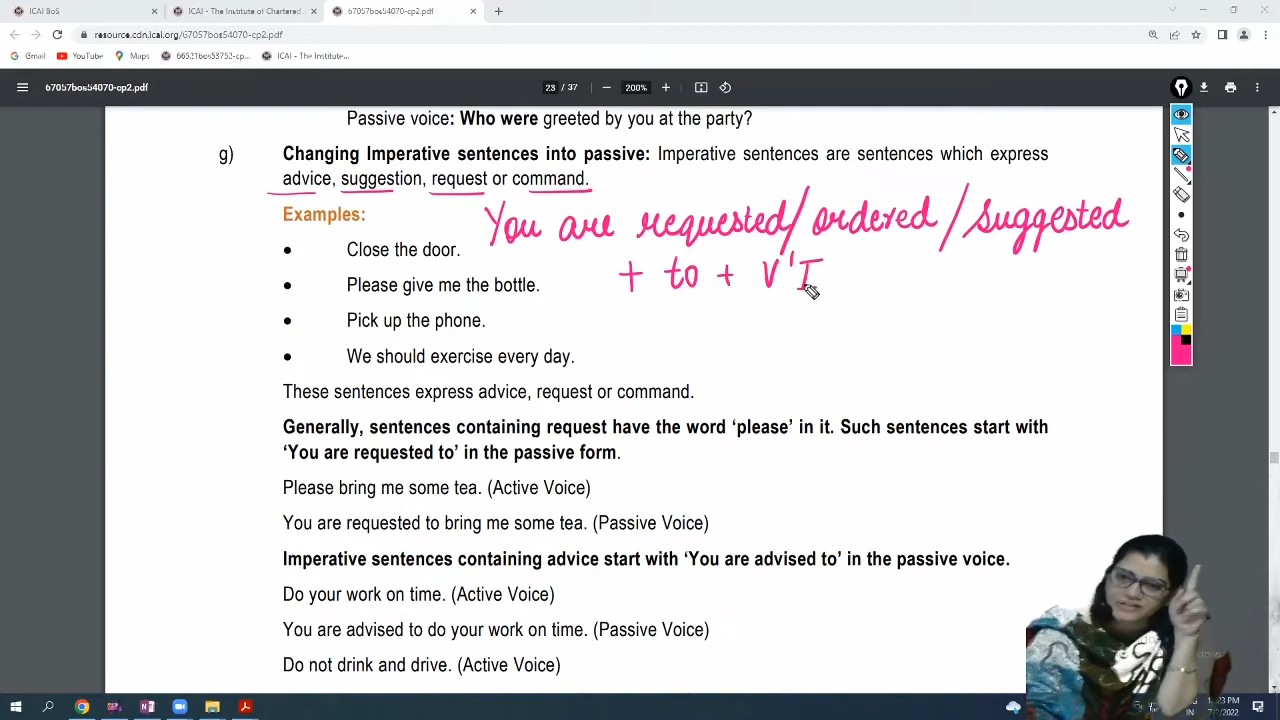 ICAI BoS
ICAI - The Institute of Chartered
67057bos54070-cp2.pdf
resource.cdn.icai.org/67057bos54070-cp2.pdf
Gmail YouTube Maps 66521bos53752-cp... ICAI - The Institute...
67057bos54070-cp2.pdf 23 / 37 200%
Passive voice: Who were greeted by you at the party?
g) Changing Imperative sentences into passive: Imperative sentences are sentences which express
advice, suggestion, request or command.
Examples:
You are requested/ordered/suggested
• Close the door.
+ to + V'I
• Please give me the bottle.
• Pick up the phone.
• We should exercise every day.
These sentences express advice, request or command.
Generally, sentences containing request have the word ‘please’ in it. Such sentences start with
‘You are requested to’ in the passive form.
Please bring me some tea. (Active Voice)
You are requested to bring me some tea. (Passive Voice)
Imperative sentences containing advice start with ‘You are advised to’ in the passive voice.
Do your work on time. (Active Voice)
You are advised to do your work on time. (Passive Voice)
Do not drink and drive. (Active Voice)
:23 PM
IN
7/2/2022